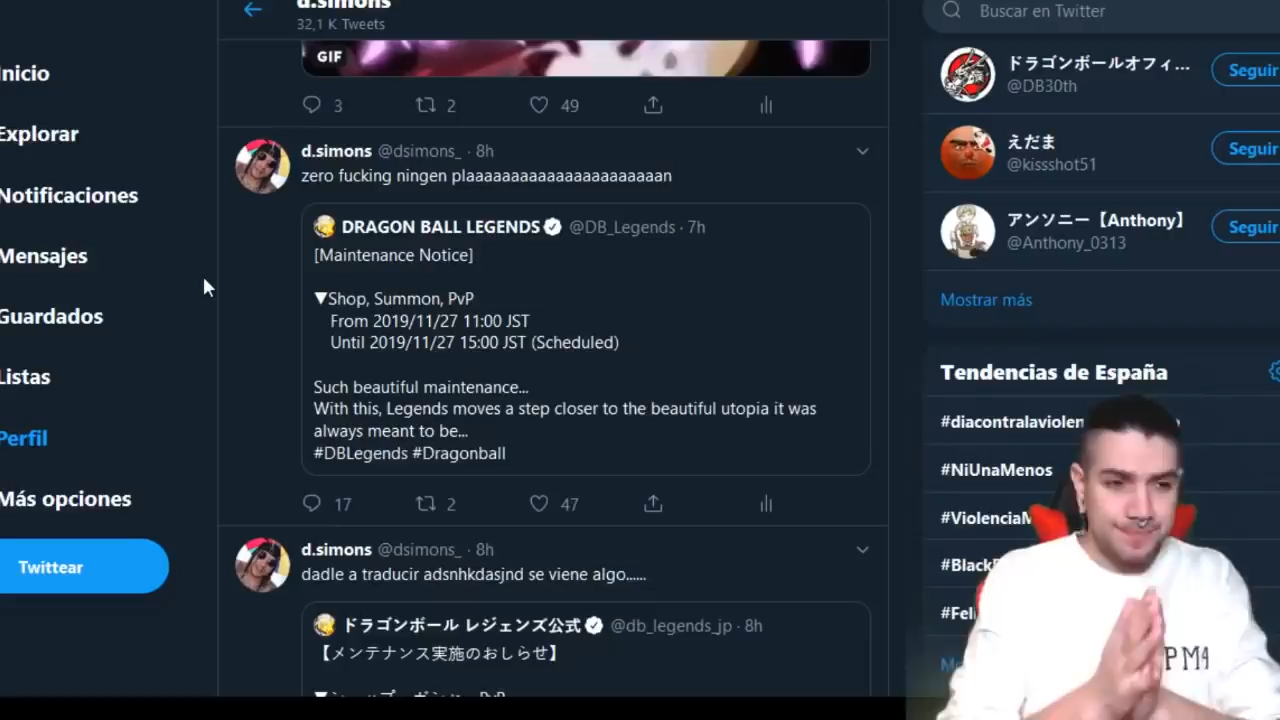 d.simons
32,1 K Tweets
Buscar en Twitter
Inicio
Explorar
Notificaciones
Mensajes
Guardados
Listas
Perfil
Más opciones
Twittear
GIF
3 2 49
d.simons @dsimons_ · 8h
zero fucking ningen plaaaaaaaaaaaaaaaaaaaaaaan
DRAGON BALL LEGENDS @DB_Legends · 7h
[Maintenance Notice]
▼Shop, Summon, PvP
From 2019/11/27 11:00 JST
Until 2019/11/27 15:00 JST (Scheduled)
Such beautiful maintenance...
With this, Legends moves a step closer to the beautiful utopia it was
always meant to be...
#DBLegends #Dragonball
17 2 47
d.simons @dsimons_ · 8h
dadle a traducir adsnhkdasjnd se viene algo......
ドラゴンボール レジェンズ公式 @db_legends_jp · 8h
【メンテナンス実施のおしらせ】
ドラゴンボールオフィ...
@DB30th
Seguir
えだま
@kissshot51
Seguir
アンソニー【Anthony】
@Anthony_0313
Seguir
Mostrar más
Tendencias de España
#diacontralaviolen
#NiUnaMenos
#Violencia
#Black
#Fel
PM4